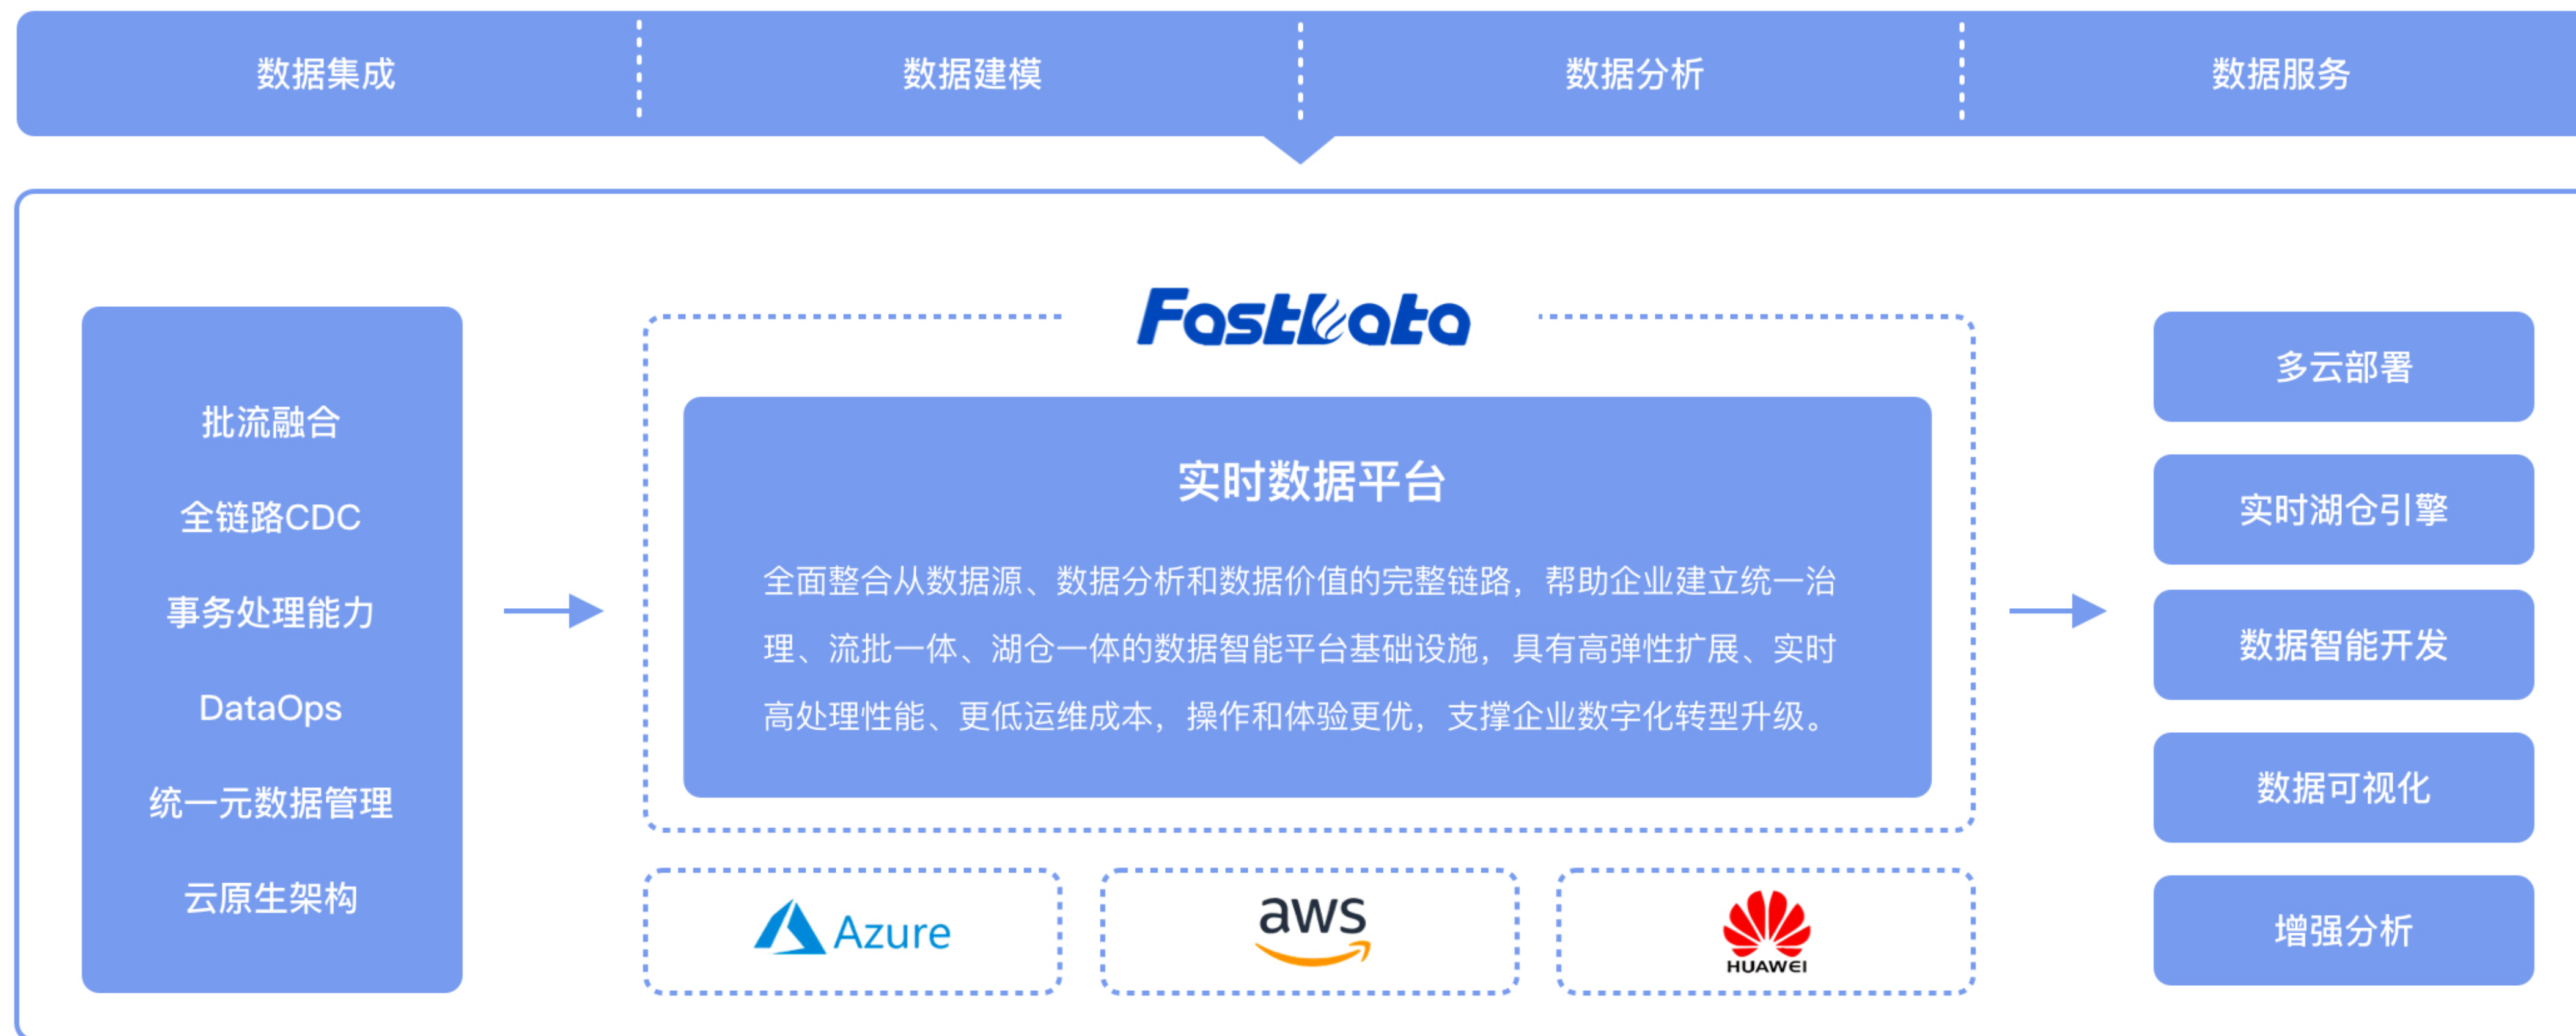 数据集成
数据建模
数据分析
数据服务
批流融合
全链路CDC
事务处理能力
DataOps
统一元数据管理
云原生架构
FastData
实时数据平台
全面整合从数据源、数据分析和数据价值的完整链路，帮助企业建立统一治
理、流批一体、湖仓一体的数据智能平台基础设施，具有高弹性扩展、实时
高处理性能、更低运维成本，操作和体验更优，支撑企业数字化转型升级。
Azure
aws
HUAWEI
多云部署
实时湖仓引擎
数据智能开发
数据可视化
增强分析